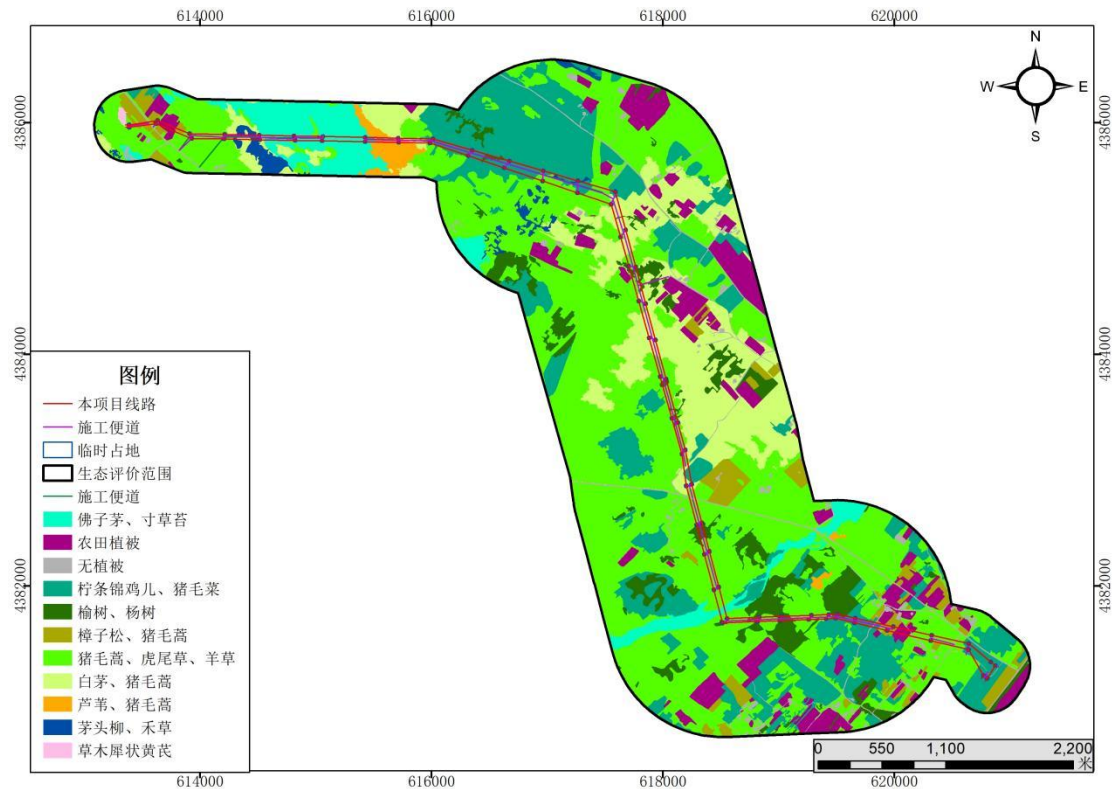 614000 616000 618000 620000
N
W E
S
4386000 4386000
4384000 4384000
4382000 4382000
图例
本项目线路
施工便道
临时占地
生态评价范围
施工便道
佛子茅、寸草苔
农田植被
无植被
柠条锦鸡儿、猪毛菜
榆树、杨树
樟子松、猪毛蒿
猪毛蒿、虎尾草、羊草
白茅、猪毛蒿
芦苇、猪毛蒿
茅头柳、禾草
草木犀状黄芪
0 550 1,100 2,200
米
614000 616000 618000 620000